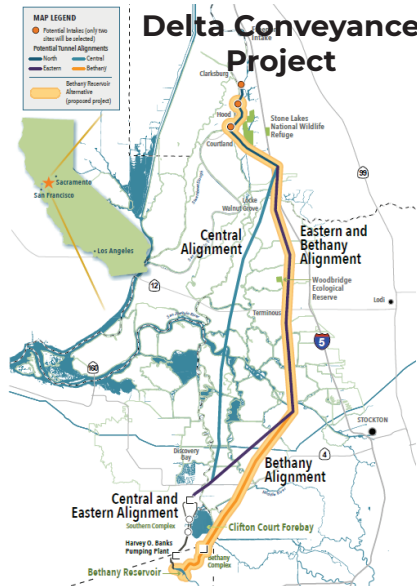 Delta Conveyance
Project
MAP LEGEND
Potential Intakes (only two
sites will be selected)
Potential Tunnel Alignments
North
Central
Eastern
Bethany
Bethany Reservoir
Alternative
(proposed project)
Intake
Clarksburg
Hood
Courtland
Stone Lakes
National Wildlife
Refuge
99
Sacramento
San Francisco
Los Angeles
Locke
Walnut Grove
Central
Alignment
Eastern and
Bethany
Alignment
12
Woodbridge
Ecological
Reserve
Lodi
Terminous
5
160
STOCKTON
Discovery
Bay
4
Bethany
Alignment
Central and
Eastern Alignment
Southern Complex
Clifton Court Forebay
Harvey O. Banks
Pumping Plant
Bethany
Complex
Bethany Reservoir